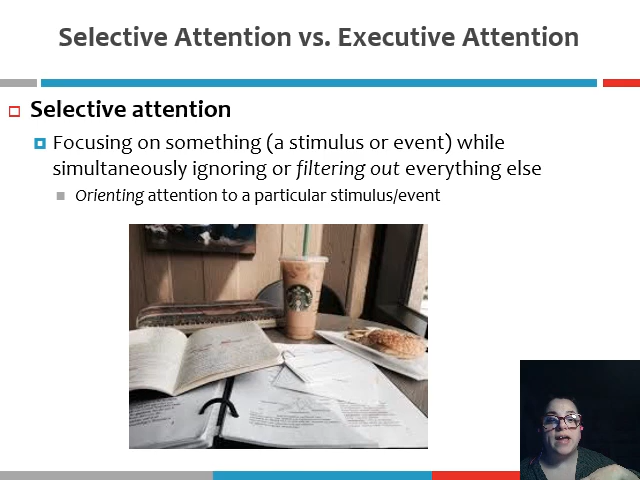 Selective Attention vs. Executive Attention
Selective attention
Focusing on something (a stimulus or event) while
simultaneously ignoring or filtering out everything else
Orienting attention to a particular stimulus/event